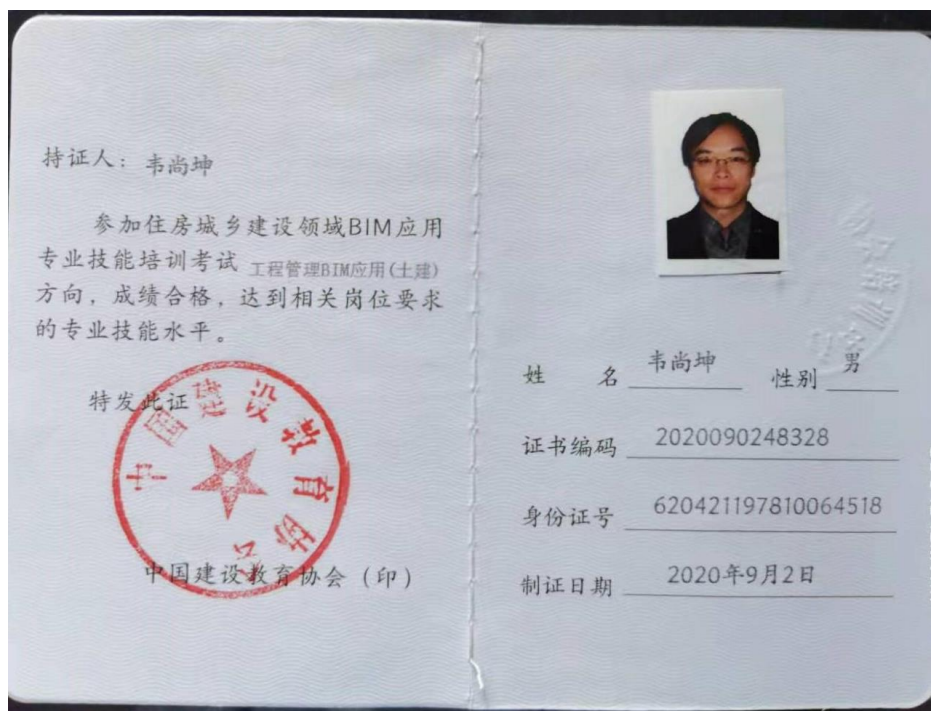 持证人：韦尚坤
参加住房城乡建设领域BIM应用
专业技能培训考试 工程管理BIM应用(土建)
方向，成绩合格，达到相关岗位要求
的专业技能水平。
特发此证
中国建设教育协会
中国建设教育协会（印）
姓 名 韦尚坤 性别 男
证书编码 2020090248328
身份证号 620421197810064518
制证日期 2020年9月2日